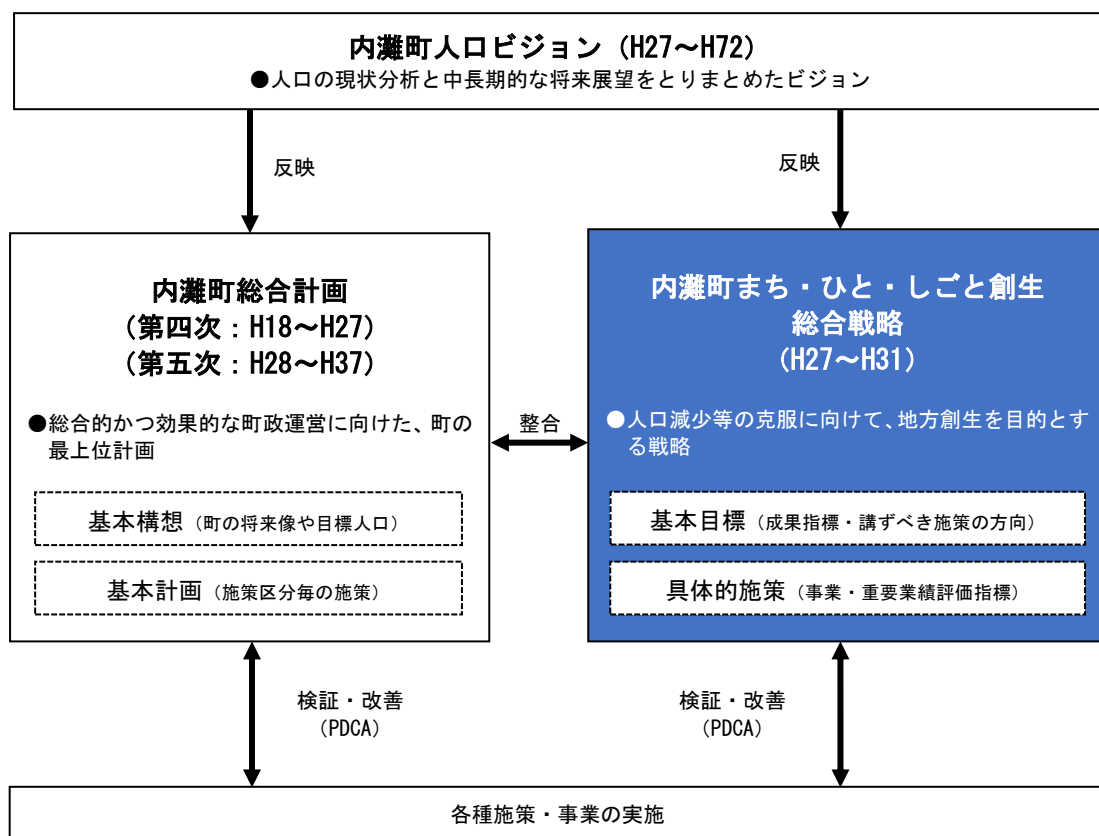 内灘町人口ビジョン（H27～H72）
●人口の現状分析と中長期的な将来展望をとりまとめたビジョン
反映
反映
内灘町総合計画
（第四次：H18～H27）
（第五次：H28～H37）
●総合的かつ効果的な町政運営に向けた、町の
最上位計画
基本構想（町の将来像や目標人口）
基本計画（施策区分毎の施策）
整合
内灘町まち・ひと・しごと創生
総合戦略
（H27～H31）
●人口減少等の克服に向けて、地方創生を目的とす
る戦略
基本目標（成果指標・講ずべき施策の方向）
具体的施策（事業・重要業績評価指標）
検証・改善
（PDCA）
検証・改善
（PDCA）
各種施策・事業の実施